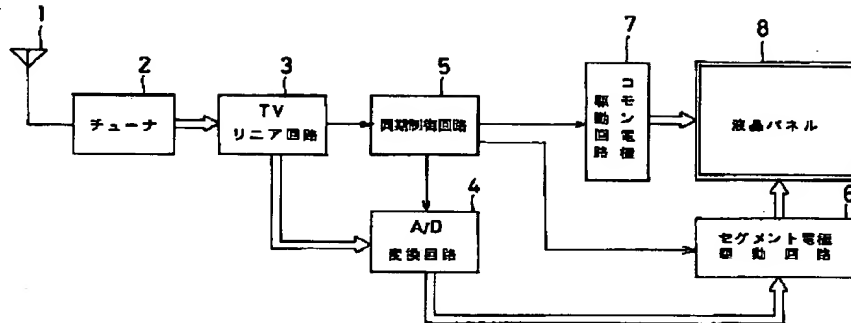 1
2
チューナ
3
TV
リニア回路
5
同期制御回路
4
A/D
変換回路
7
コモン電極
駆動回路
8
液晶パネル
6
セグメント電極
駆動回路